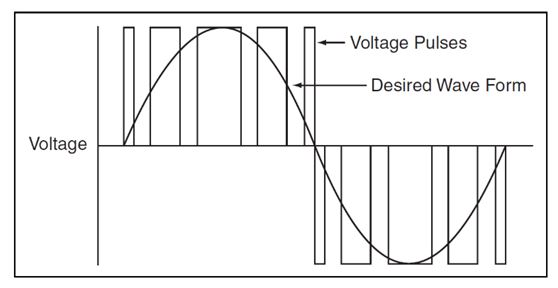 Voltage Pulses
Desired Wave Form
Voltage